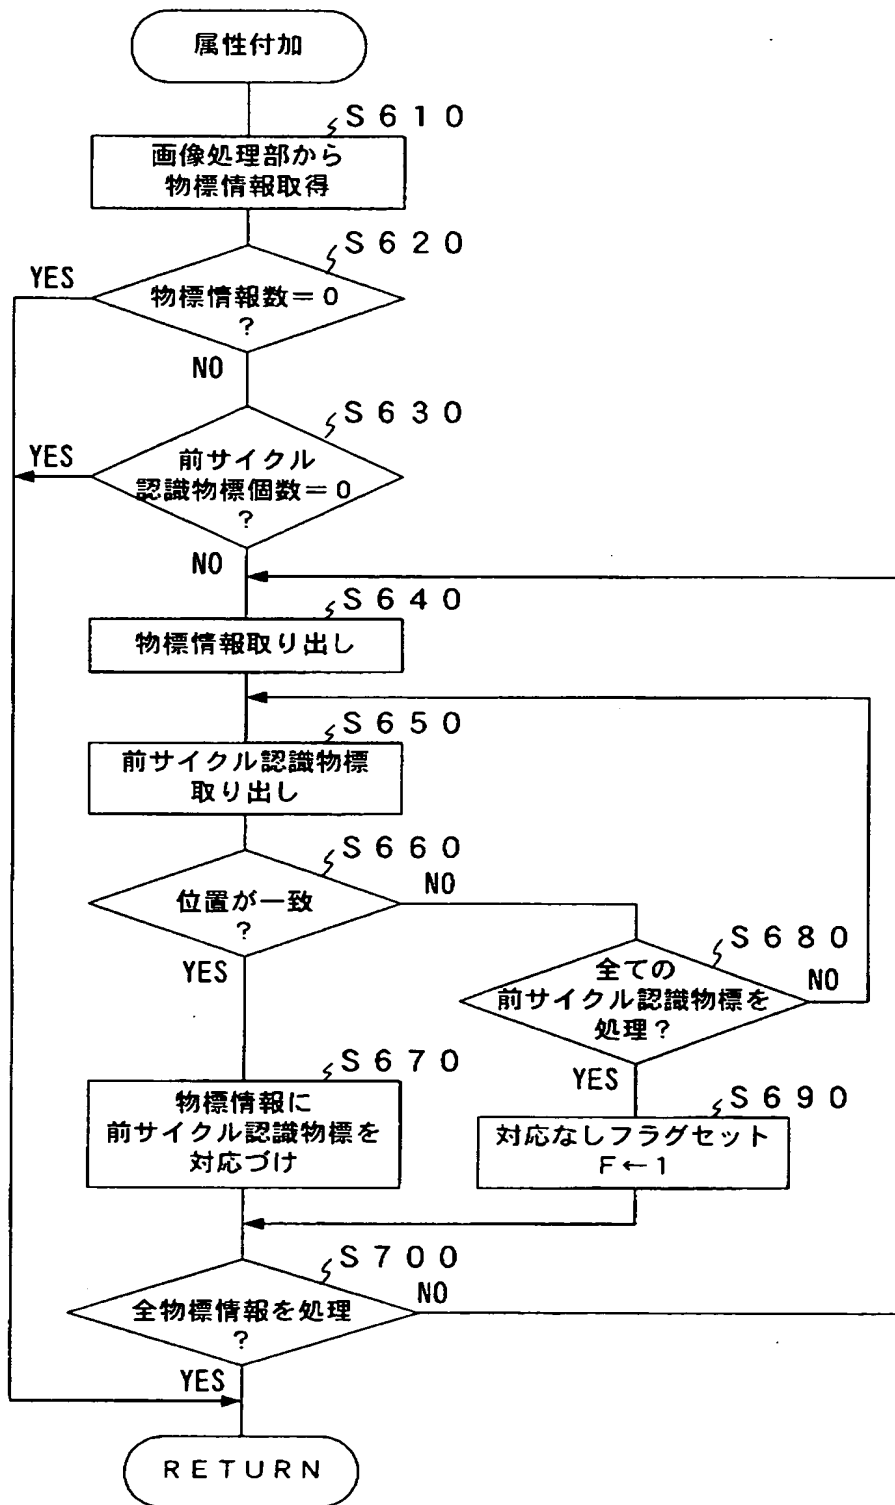 属性付加
S610
画像処理部から
物標情報取得
S620
YES
物標情報数=0
?
NO
S630
YES
前サイクル
認識物標個数=0
?
NO
S640
物標情報取り出し
S650
前サイクル認識物標
取り出し
S660
NO
位置が一致
?
YES
S680
全ての
NO
前サイクル認識物標を
処理?
YES
S670
物標情報に
前サイクル認識物標を
対応づけ
S690
対応なしフラグセット
F←1
S700
NO
全物標情報を処理
?
YES
RETURN